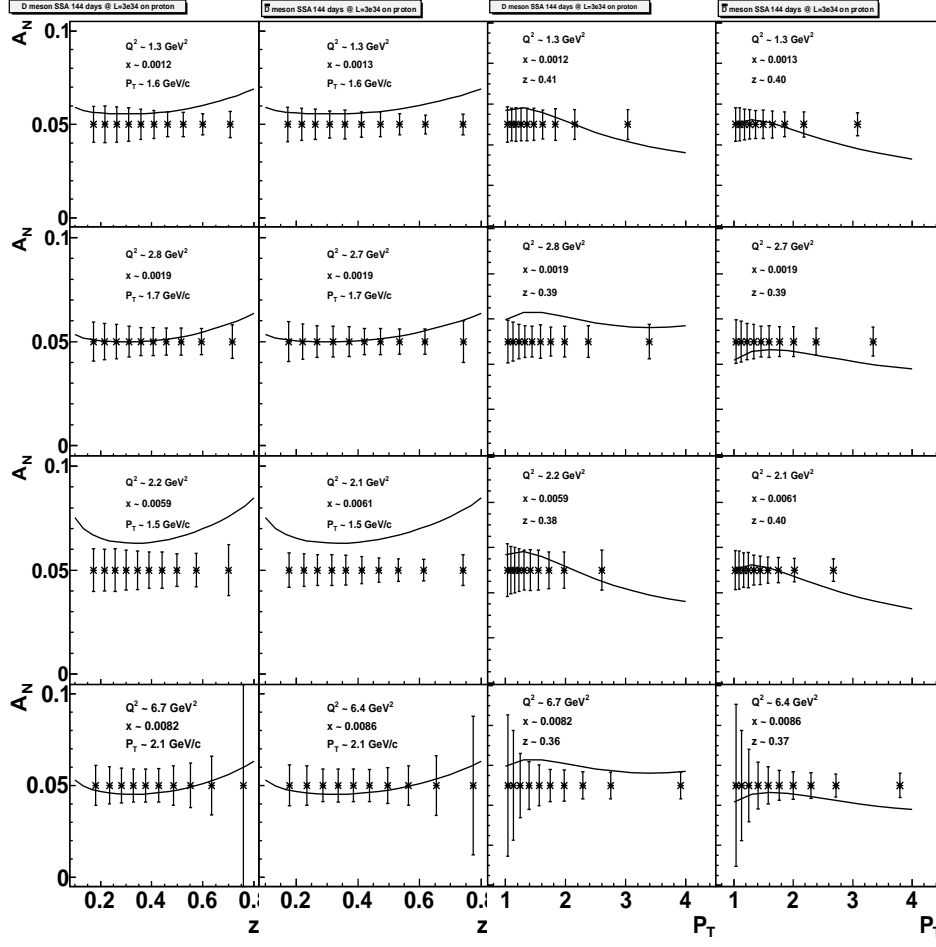 D meson SSA 144 days @ L=3e34 on proton
D̅ meson SSA 144 days @ L=3e34 on proton
D meson SSA 144 days @ L=3e34 on proton
D̅ meson SSA 144 days @ L=3e34 on proton
A_N
0.1
0.05
0
Q² ~ 1.3 GeV²
x ~ 0.0012
P_T ~ 1.6 GeV/c
Q² ~ 1.3 GeV²
x ~ 0.0013
P_T ~ 1.6 GeV/c
Q² ~ 1.3 GeV²
x ~ 0.0012
z ~ 0.41
Q² ~ 1.3 GeV²
x ~ 0.0013
z ~ 0.40
A_N
0.1
0.05
0
Q² ~ 2.8 GeV²
x ~ 0.0019
P_T ~ 1.7 GeV/c
Q² ~ 2.7 GeV²
x ~ 0.0019
P_T ~ 1.7 GeV/c
Q² ~ 2.8 GeV²
x ~ 0.0019
z ~ 0.39
Q² ~ 2.7 GeV²
x ~ 0.0019
z ~ 0.39
A_N
0.1
0.05
0
Q² ~ 2.2 GeV²
x ~ 0.0059
P_T ~ 1.5 GeV/c
Q² ~ 2.1 GeV²
x ~ 0.0061
P_T ~ 1.5 GeV/c
Q² ~ 2.2 GeV²
x ~ 0.0059
z ~ 0.38
Q² ~ 2.1 GeV²
x ~ 0.0061
z ~ 0.40
A_N
0.1
0.05
0
Q² ~ 6.7 GeV²
x ~ 0.0082
P_T ~ 2.1 GeV/c
Q² ~ 6.4 GeV²
x ~ 0.0086
P_T ~ 2.1 GeV/c
Q² ~ 6.7 GeV²
x ~ 0.0082
z ~ 0.36
Q² ~ 6.4 GeV²
x ~ 0.0086
z ~ 0.37
0.2 0.4 0.6 0.8
0.2 0.4 0.6 0.8
1 2 3 4
1 2 3 4
z
z
P_T
P_T